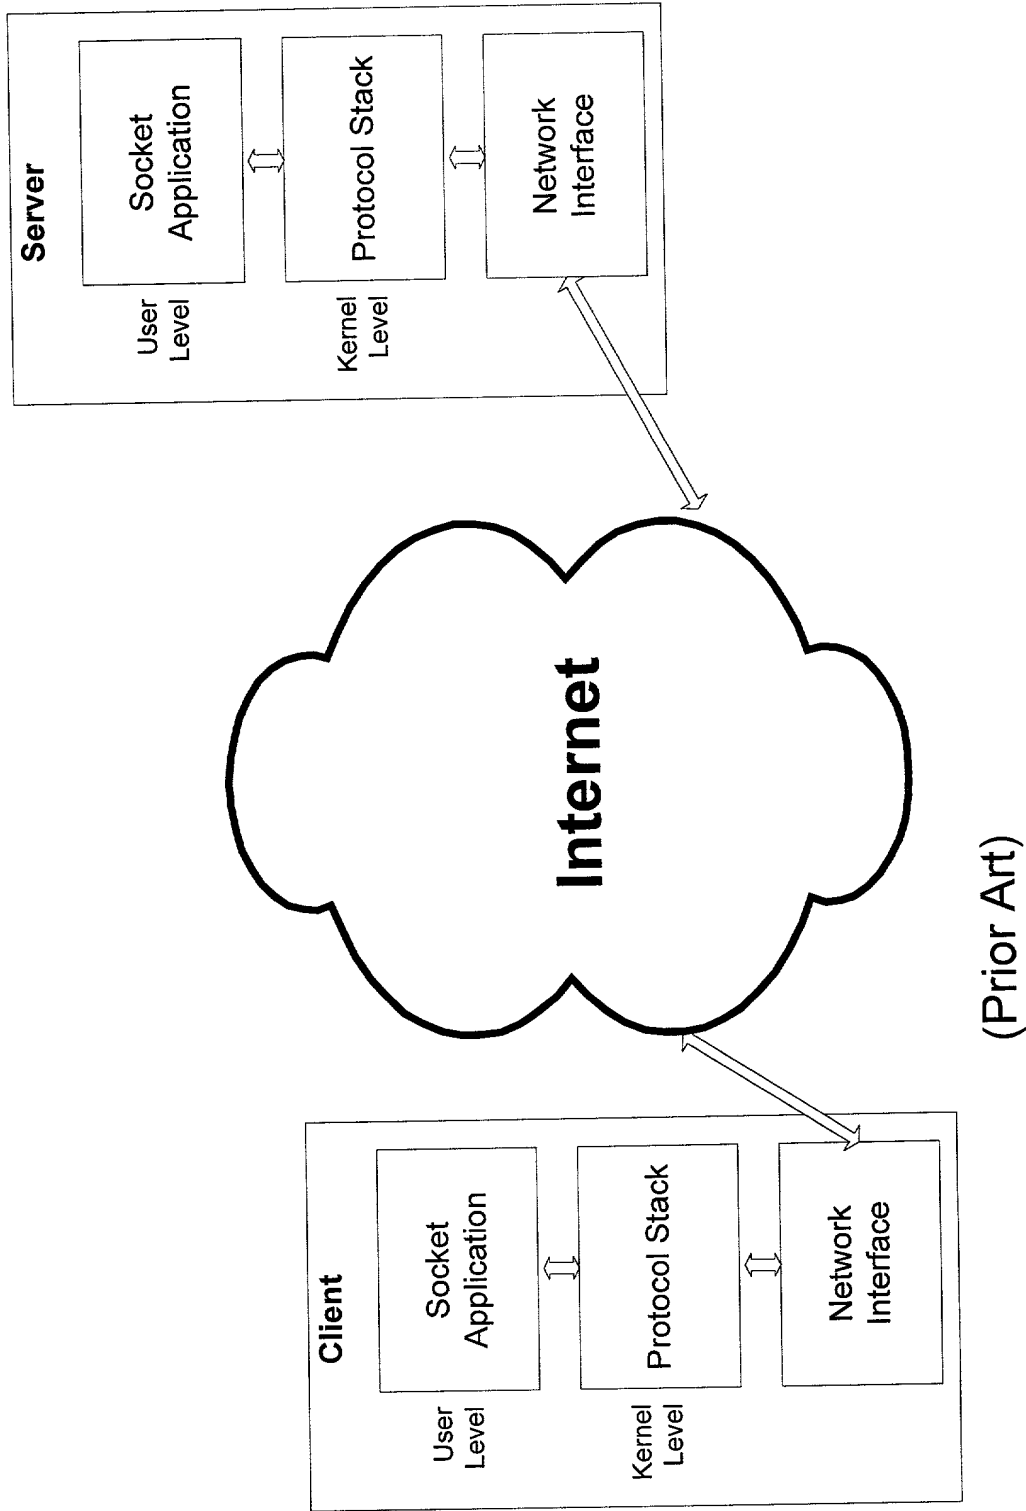 Client
User
Level
Socket
Application
Kernel
Level
Protocol Stack
Network
Interface
Internet
Server
User
Level
Socket
Application
Kernel
Level
Protocol Stack
Network
Interface
(Prior Art)